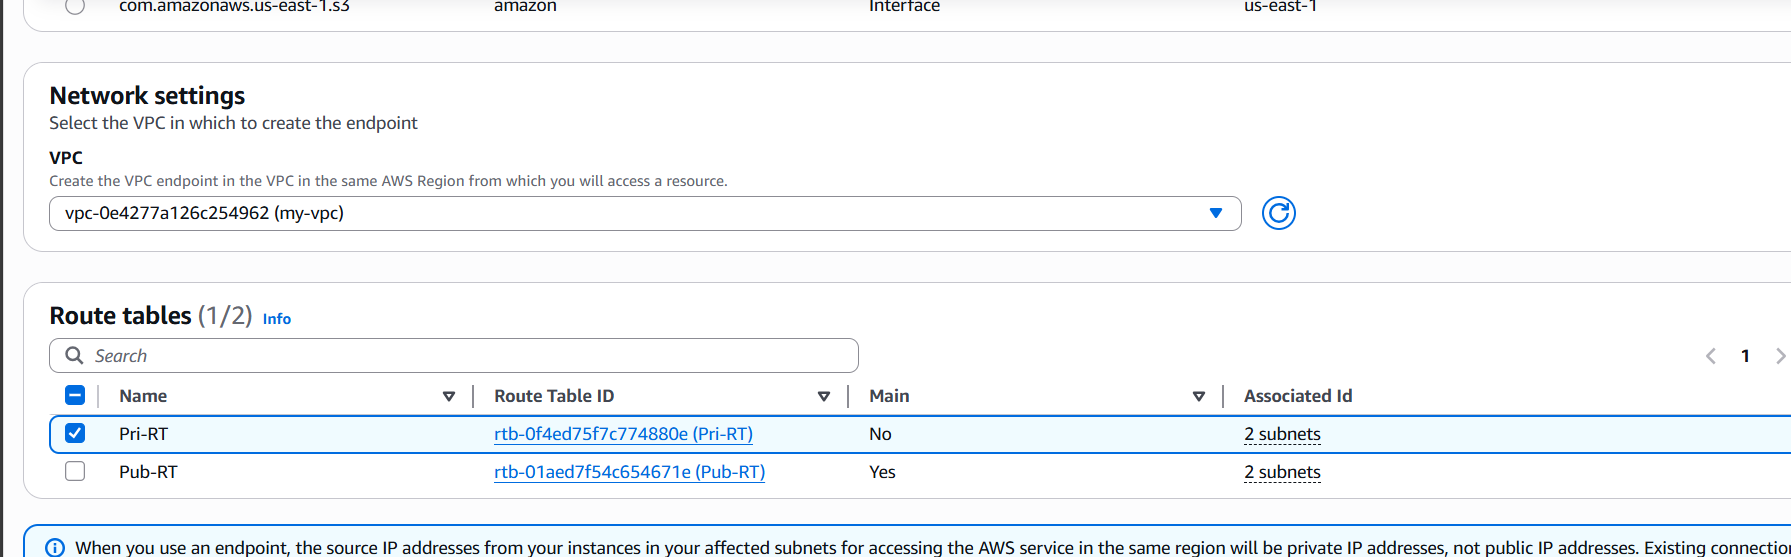 com.amazonaws.us-east-1.s3 amazon Interface us-east-1
Network settings
Select the VPC in which to create the endpoint
VPC
Create the VPC endpoint in the VPC in the same AWS Region from which you will access a resource.
vpc-0e4277a126c254962 (my-vpc)
Route tables (1/2) Info
Search
1
Name Route Table ID Main Associated Id
Pri-RT rtb-0f4ed75f7c774880e (Pri-RT) No 2 subnets
Pub-RT rtb-01aed7f54c654671e (Pub-RT) Yes 2 subnets
When you use an endpoint, the source IP addresses from your instances in your affected subnets for accessing the AWS service in the same region will be private IP addresses, not public IP addresses. Existing